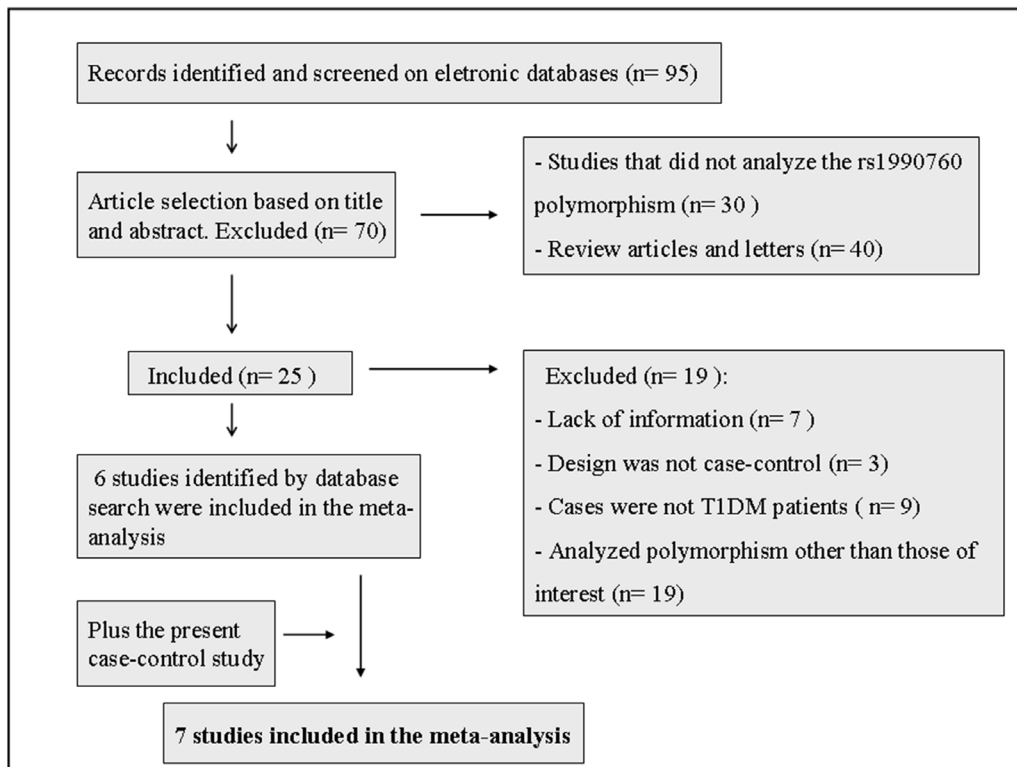 Records identified and screened on eletronic databases (n= 95)
Article selection based on title
and abstract. Excluded (n= 70)
- Studies that did not analyze the rs1990760
polymorphism (n= 30 )
- Review articles and letters (n= 40)
Included (n= 25 )
Excluded (n= 19 ):
- Lack of information (n= 7 )
- Design was not case-control (n= 3)
- Cases were not T1DM patients ( n= 9)
- Analyzed polymorphism other than those of
interest (n= 19)
6 studies identified by database
search were included in the meta-
analysis
Plus the present
case-control study
7 studies included in the meta-analysis